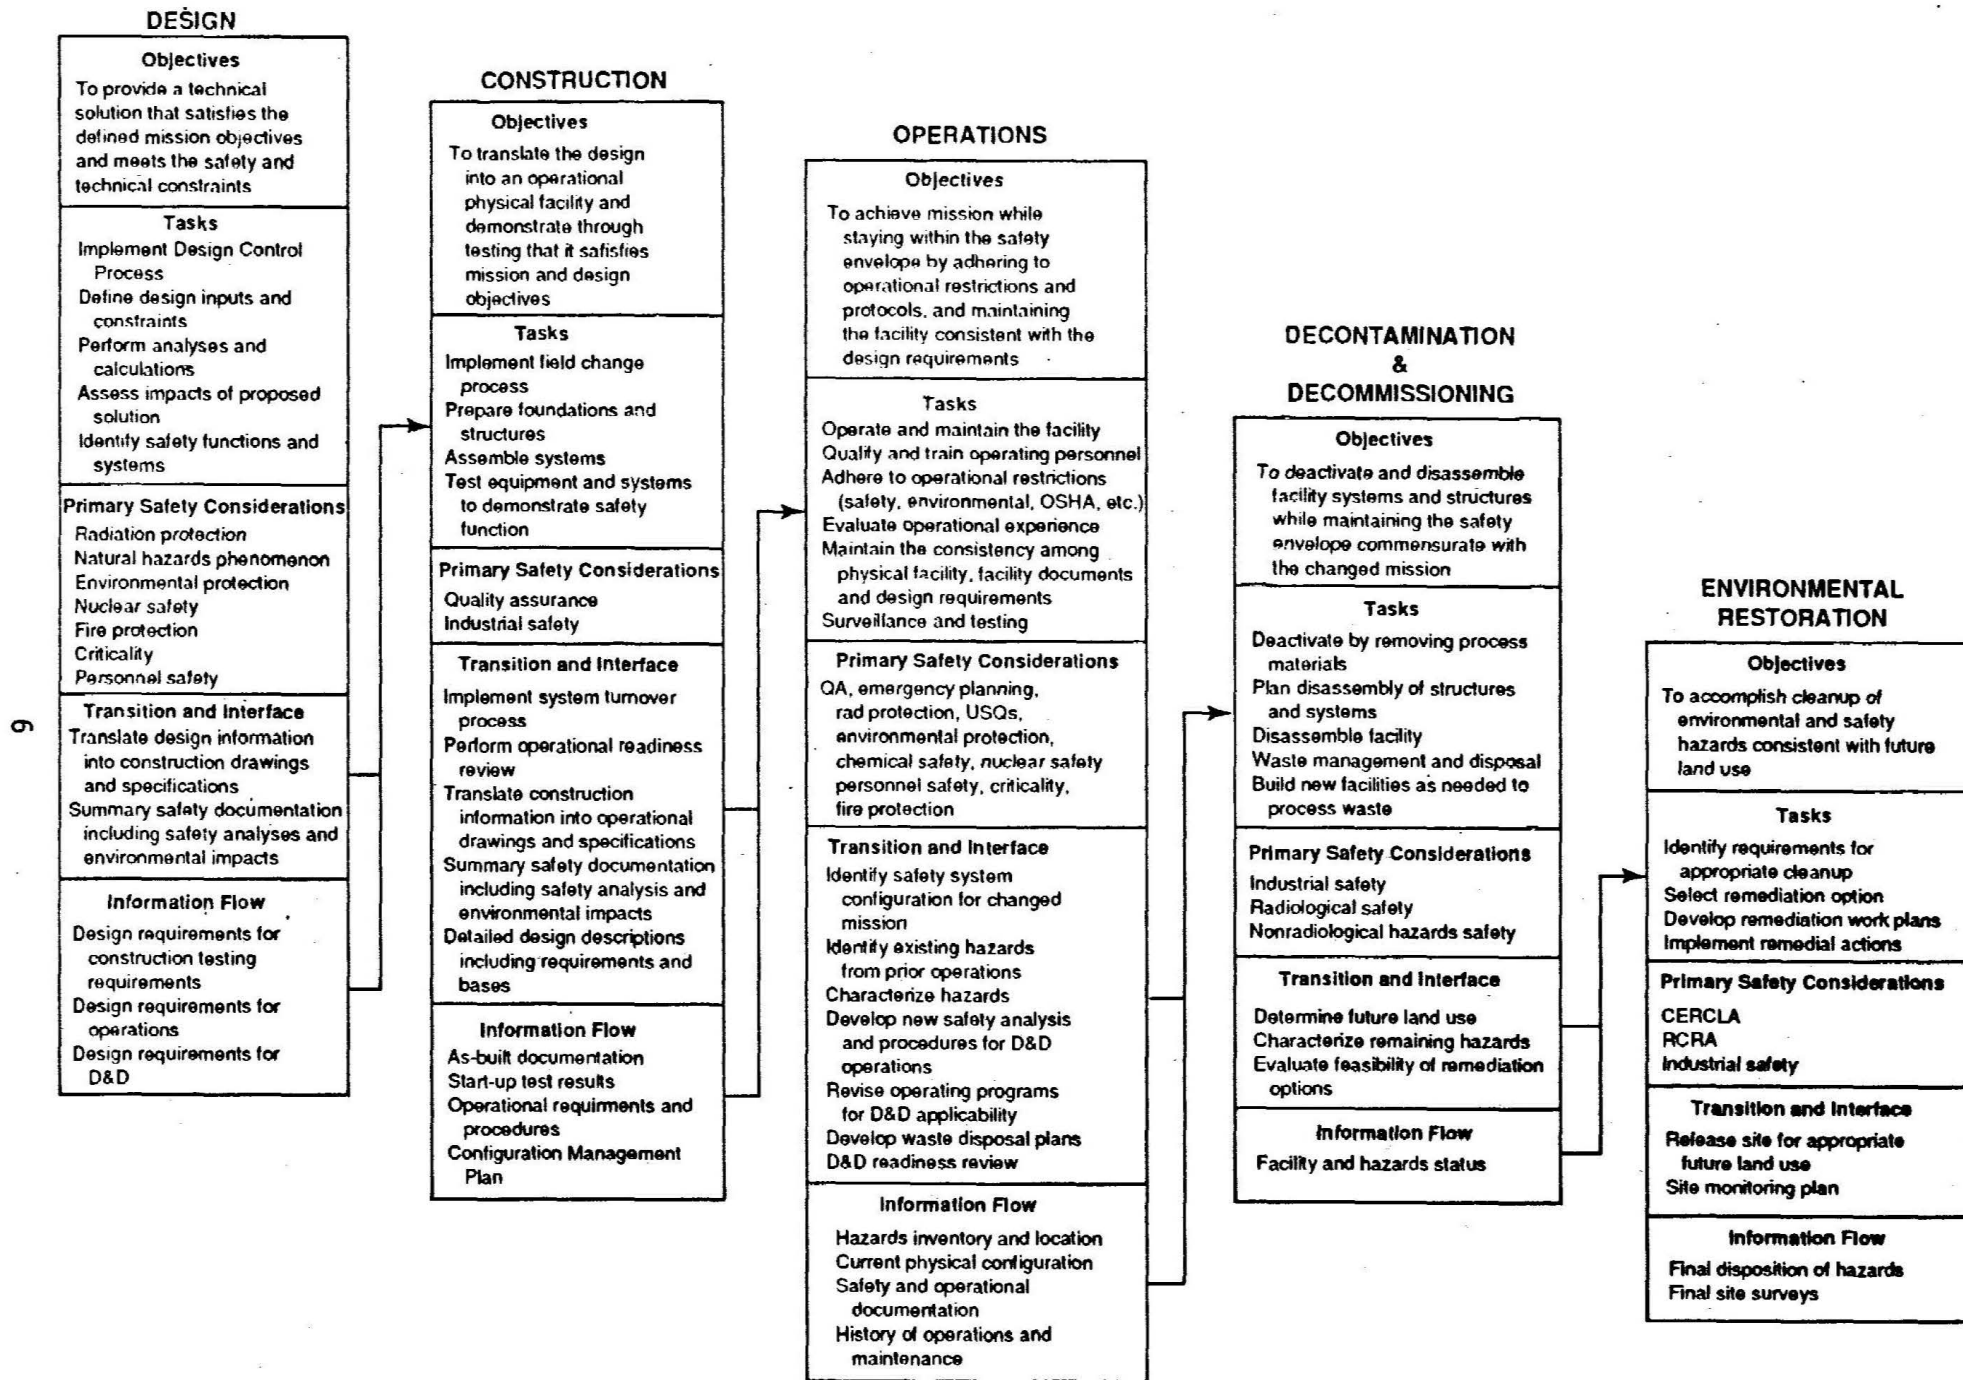 DESIGN
Objectives
To provide a technical
solution that satisfies the
defined mission objectives
and meets the safety and
technical constraints
Tasks
Implement Design Control
Process
Define design inputs and
constraints
Perform analyses and
calculations
Assess impacts of proposed
solution
Identify safety functions and
systems
Primary Safety Considerations
Radiation protection
Natural hazards phenomenon
Environmental protection
Nuclear safety
Fire protection
Criticality
Personnel safety
Transition and Interface
Translate design information
into construction drawings
and specifications
Summary safety documentation
including safety analyses and
environmental impacts
Information Flow
Design requirements for
construction testing
requirements
Design requirements for
operations
Design requirements for
D&D
CONSTRUCTION
Objectives
To translate the design
into an operational
physical facility and
demonstrate through
testing that it satisfies
mission and design
objectives
Tasks
Implement field change
process
Prepare foundations and
structures
Assemble systems
Test equipment and systems
to demonstrate safety
function
Primary Safety Considerations
Quality assurance
Industrial safety
Transition and Interface
Implement system turnover
process
Perform operational readiness
review
Translate construction
information into operational
drawings and specifications
Summary safety documentation
including safety analysis and
environmental impacts
Detailed design descriptions
including requirements and
bases
Information Flow
As-built documentation
Start-up test results
Operational requirments and
procedures
Configuration Management
Plan
OPERATIONS
Objectives
To achieve mission while
staying within the safety
envelope by adhering to
operational restrictions and
protocols, and maintaining
the facility consistent with the
design requirements
Tasks
Operate and maintain the facility
Qualify and train operating personnel
Adhere to operational restrictions
(safety, environmental, OSHA, etc.)
Evaluate operational experience
Maintain the consistency among
physical facility, facility documents
and design requirements
Surveillance and testing
Primary Safety Considerations
QA, emergency planning,
rad protection, USQs,
environmental protection,
chemical safety, nuclear safety
personnel safety, criticality,
fire protection
Transition and Interface
Identify safety system
configuration for changed
mission
Identify existing hazards
from prior operations
Characterize hazards
Develop new safety analysis
and procedures for D&D
operations
Revise operating programs
for D&D applicability
Develop waste disposal plans
D&D readiness review
Information Flow
Hazards inventory and location
Current physical configuration
Safety and operational
documentation
History of operations and
maintenance
DECONTAMINATION
&
DECOMMISSIONING
Objectives
To deactivate and disassemble
facility systems and structures
while maintaining the safety
envelope commensurate with
the changed mission
Tasks
Deactivate by removing process
materials
Plan disassembly of structures
and systems
Disassemble facility
Waste management and disposal
Build new facilities as needed to
process waste
Primary Safety Considerations
Industrial safety
Radiological safety
Nonradiological hazards safety
Transition and Interface
Determine future land use
Characterize remaining hazards
Evaluate feasibility of remediation
options
Information Flow
Facility and hazards status
ENVIRONMENTAL
RESTORATION
Objectives
To accomplish cleanup of
environmental and safety
hazards consistent with future
land use
Tasks
Identify requirements for
appropriate cleanup
Select remediation option
Develop remediation work plans
Implement remedial actions
Primary Safety Considerations
CERCLA
RCRA
Industrial safety
Transition and Interface
Release site for appropriate
future land use
Site monitoring plan
Information Flow
Final disposition of hazards
Final site surveys